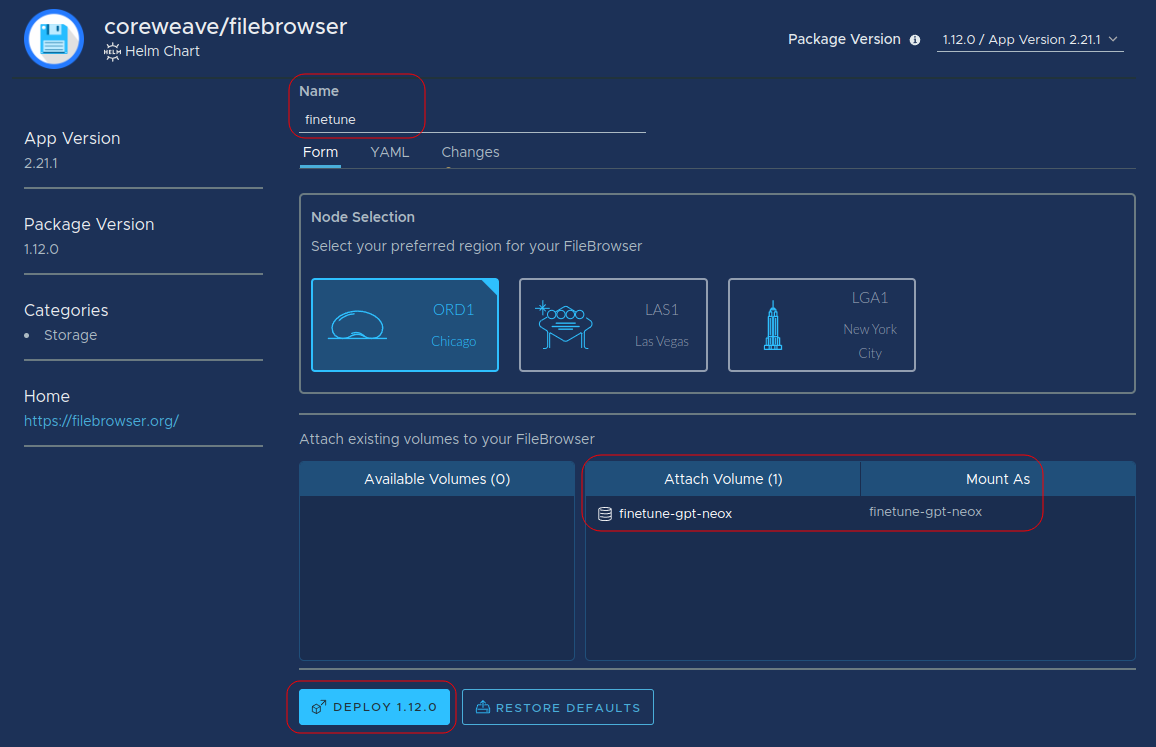 coreweave/filebrowser
HELM Helm Chart
Package Version 1.12.0 / App Version 2.21.1
App Version
2.21.1
Package Version
1.12.0
Categories
• Storage
Home
https://filebrowser.org/
Name
finetune
Form YAML Changes
Node Selection
Select your preferred region for your FileBrowser
ORD1
Chicago
LAS1
Las Vegas
LGA1
New York
City
Attach existing volumes to your FileBrowser
Available Volumes (0)
Attach Volume (1) Mount As
finetune-gpt-neox finetune-gpt-neox
DEPLOY 1.12.0
RESTORE DEFAULTS